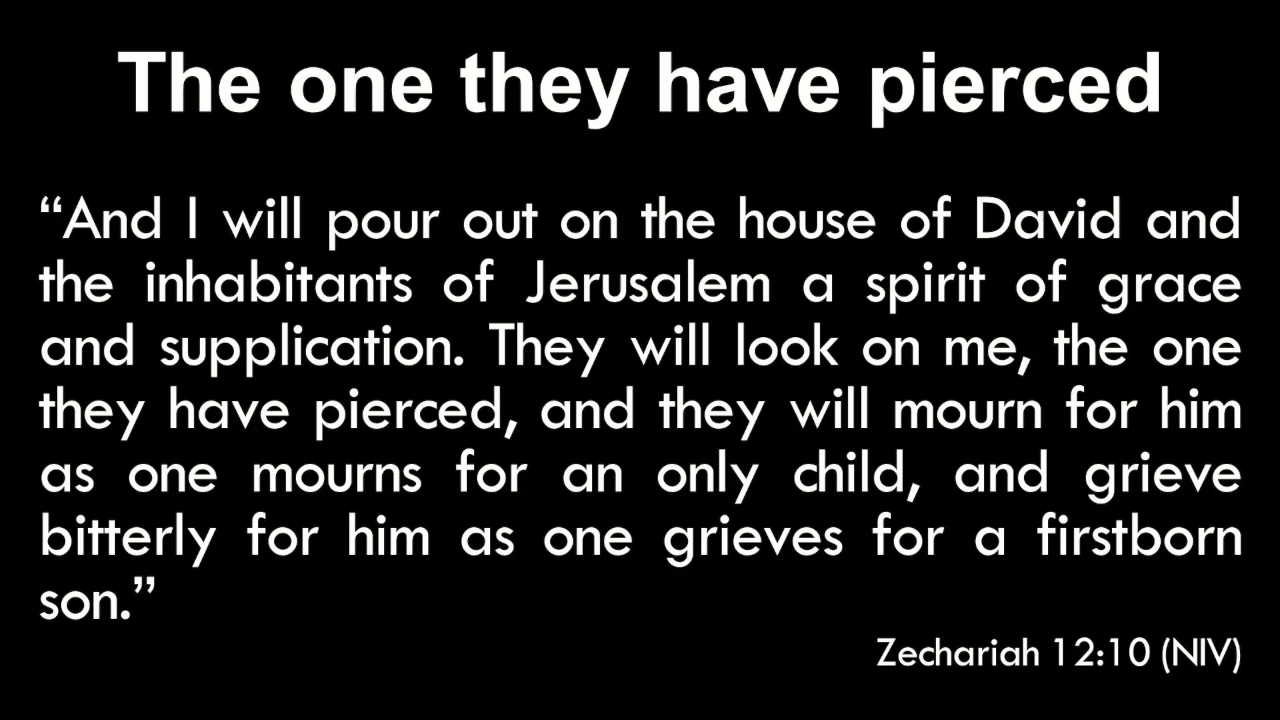 The one they have pierced
“And I will pour out on the house of David and
the inhabitants of Jerusalem a spirit of grace
and supplication. They will look on me, the one
they have pierced, and they will mourn for him
as one mourns for an only child, and grieve
bitterly for him as one grieves for a firstborn
son.”
Zechariah 12:10 (NIV)